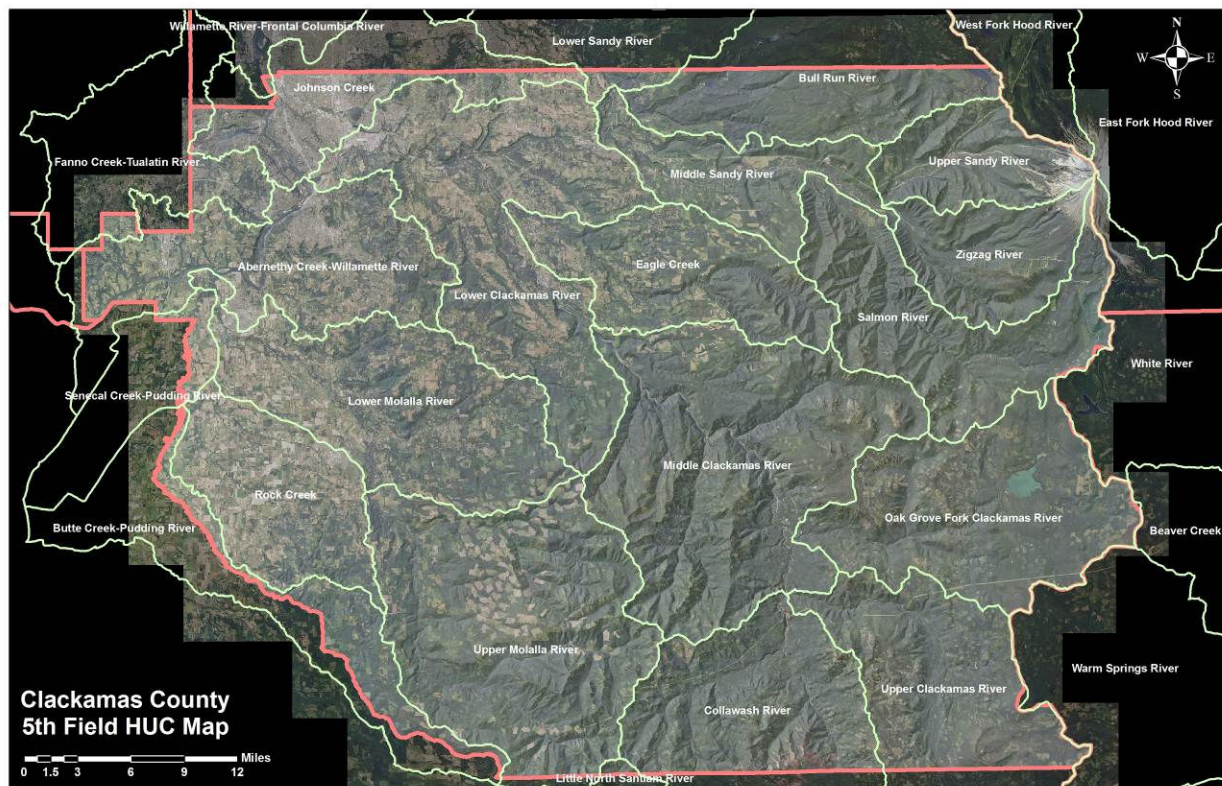 Willamette River-Frontal Columbia River
West Fork Hood River
Lower Sandy River
N
W E
S
Bull Run River
Johnson Creek
East Fork Hood River
Fanno Creek-Tualatin River
Upper Sandy River
Middle Sandy River
Zigzag River
Abernethy Creek-Willamette River
Eagle Creek
Lower Clackamas River
Salmon River
White River
Senecal Creek-Pudding River
Lower Molalla River
Middle Clackamas River
Rock Creek
Oak Grove Fork Clackamas River
Butte Creek-Pudding River
Beaver Creek
Upper Molalla River
Warm Springs River
Upper Clackamas River
Collawash River
Clackamas County
5th Field HUC Map
Miles
0 1.5 3 6 9 12
Little North Santiam River